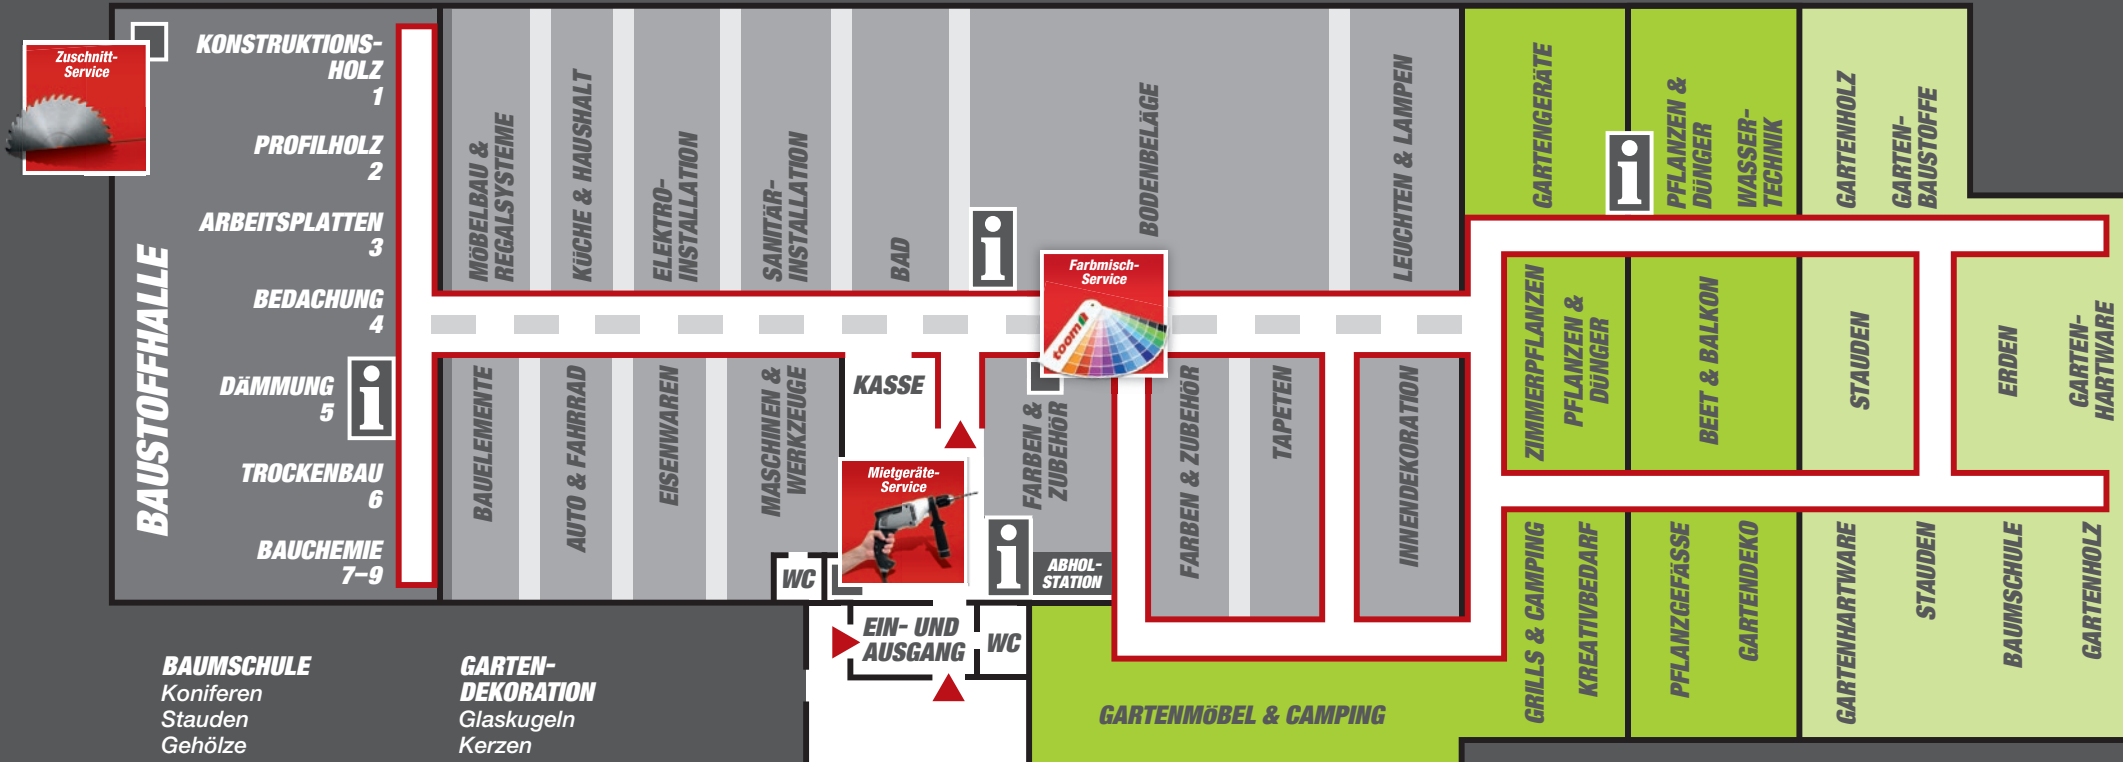 Zuschnitt-
Service
KONSTRUKTIONS-
HOLZ
1
PROFILHOLZ
2
ARBEITSPLATTEN
3
BEDACHUNG
4
DÄMMUNG
5
i
TROCKENBAU
6
BAUCHEMIE
7–9
BAUSTOFFHALLE
MÖBELBAU &
REGALSYSTEME
KÜCHE & HAUSHALT
ELEKTRO-
INSTALLATION
SANITÄR-
INSTALLATION
BAD
i
BODENBELÄGE
LEUCHTEN & LAMPEN
Farbmisch-
Service
toom
GARTENGERÄTE
i
PFLANZEN &
DÜNGER
WASSER-
TECHNIK
GARTENHOLZ
GARTEN-
BAUSTOFFE
BAUELEMENTE
AUTO & FAHRRAD
EISENWAREN
MASCHINEN &
WERKZEUGE
KASSE
Mietgeräte-
Service
FARBEN &
ZUBEHÖR
i
ABHOL-
STATION
FARBEN & ZUBEHÖR
TAPETEN
INNENDEKORATION
ZIMMERPFLANZEN
PFLANZEN &
DÜNGER
BEET & BALKON
STAUDEN
ERDEN
GARTEN-
HARTWARE
WC
EIN- UND
AUSGANG
WC
GRILLS & CAMPING
KREATIVBEDARF
PFLANZGEFÄSSE
GARTENDEKO
GARTENHARTWARE
STAUDEN
BAUMSCHULE
GARTENHOLZ
GARTENMÖBEL & CAMPING
BAUMSCHULE
Koniferen
Stauden
Gehölze
GARTEN-
DEKORATION
Glaskugeln
Kerzen